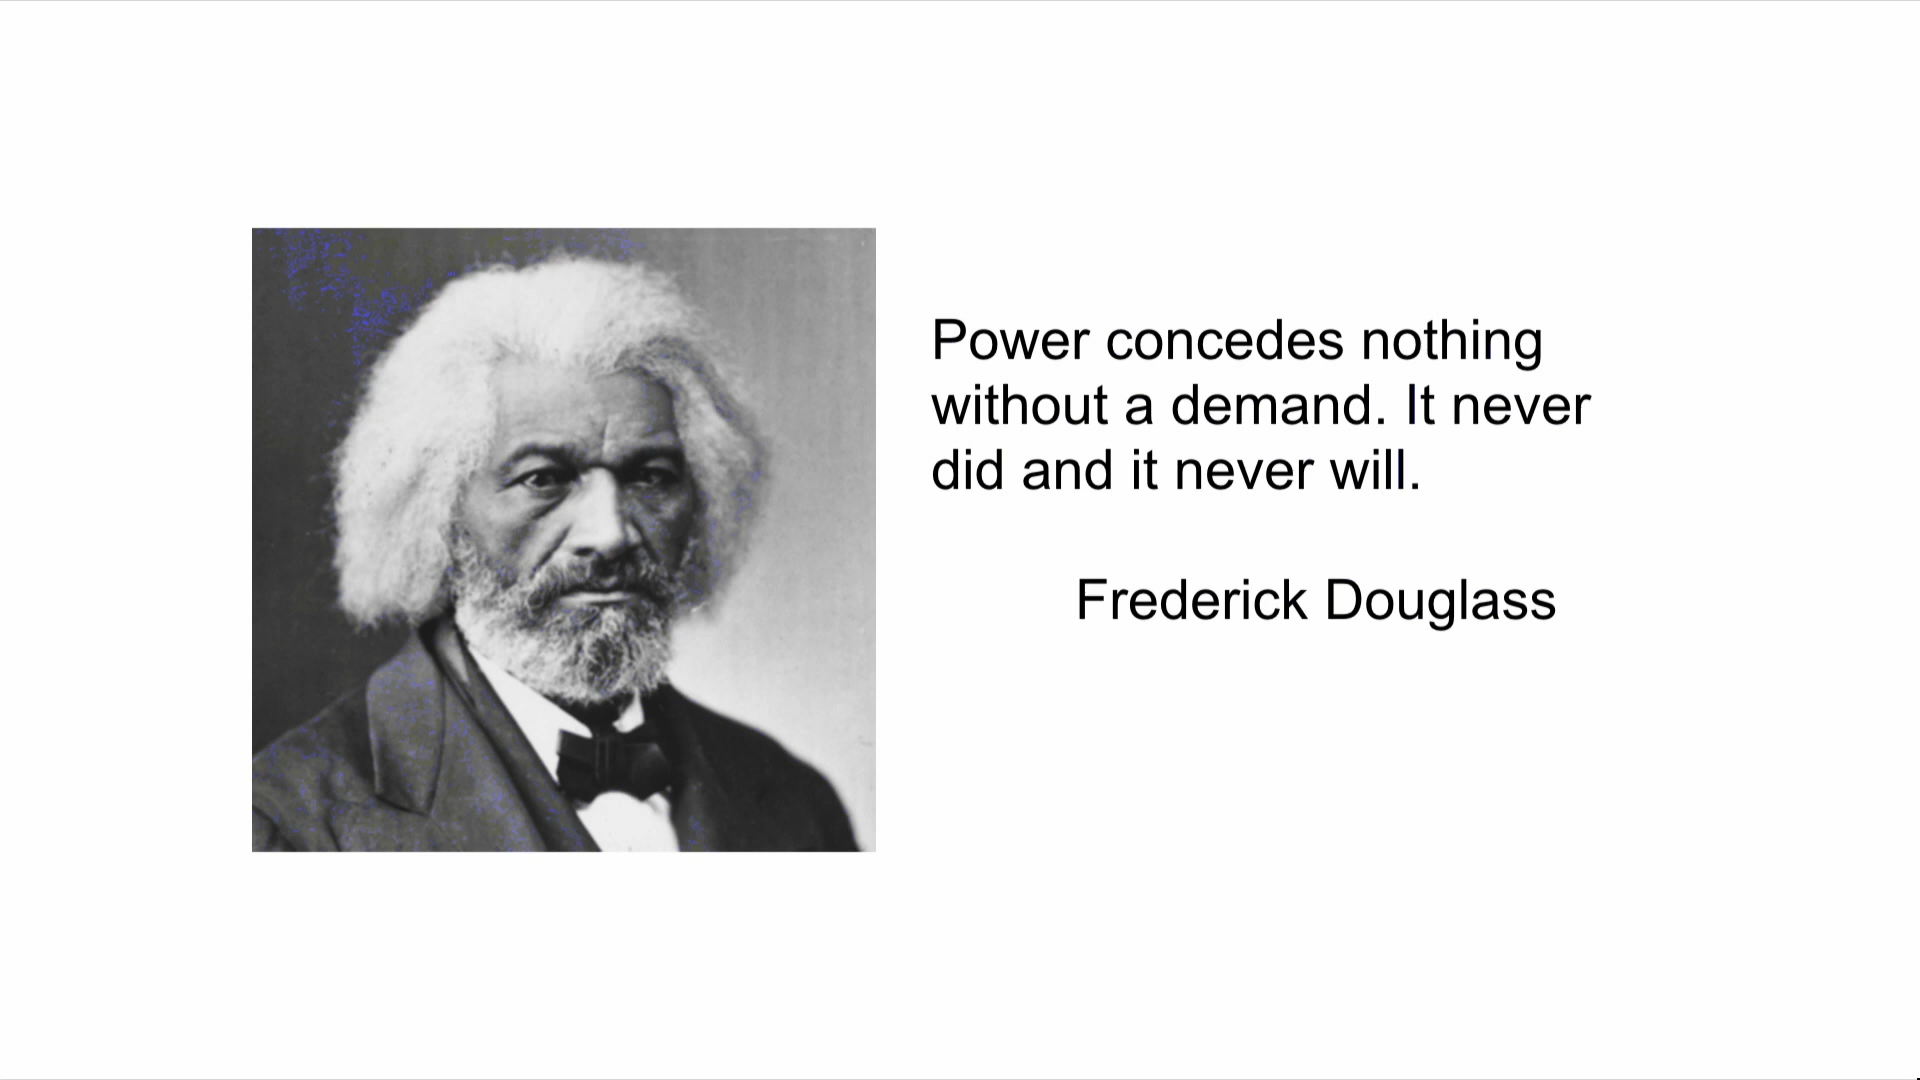 Power concedes nothing
without a demand. It never
did and it never will.
Frederick Douglass